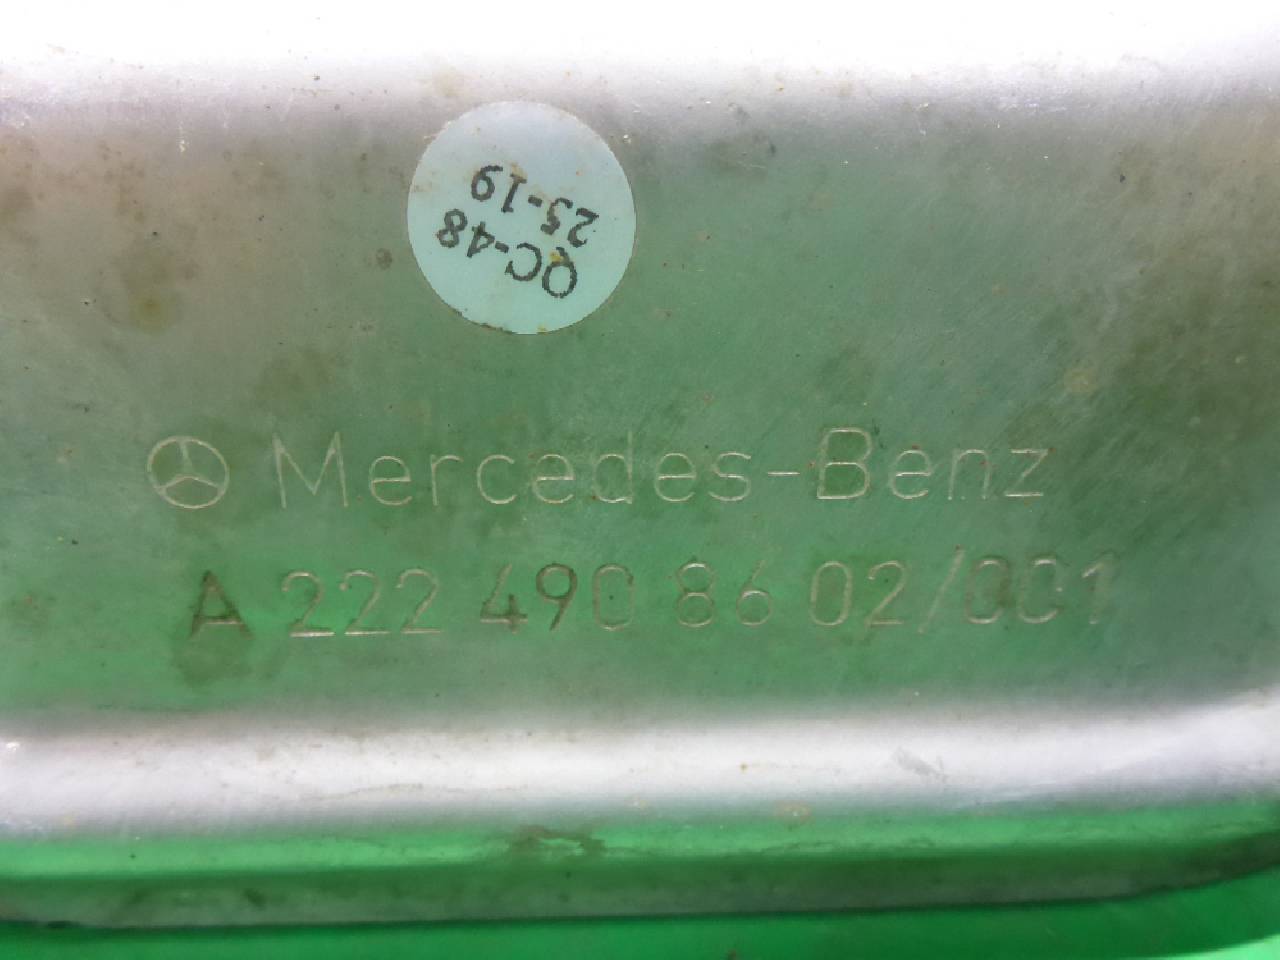 QC-48
25-19
Mercedes-Benz
A 222 490 86 02/001